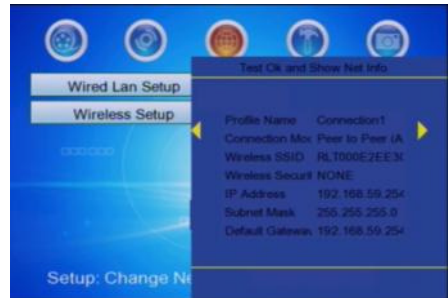 Test Ok and Show Net Info
Wired Lan Setup
Wireless Setup
Profile Name Connection1
Connection Mo Peer to Peer (A
Wireless SSID RLT000E2EE3
Wireless Securit NONE
IP Address 192.168.59.254
Subnet Mask 255.255.255.0
Default Gateway 192.168.59.254
Setup: Change Ne